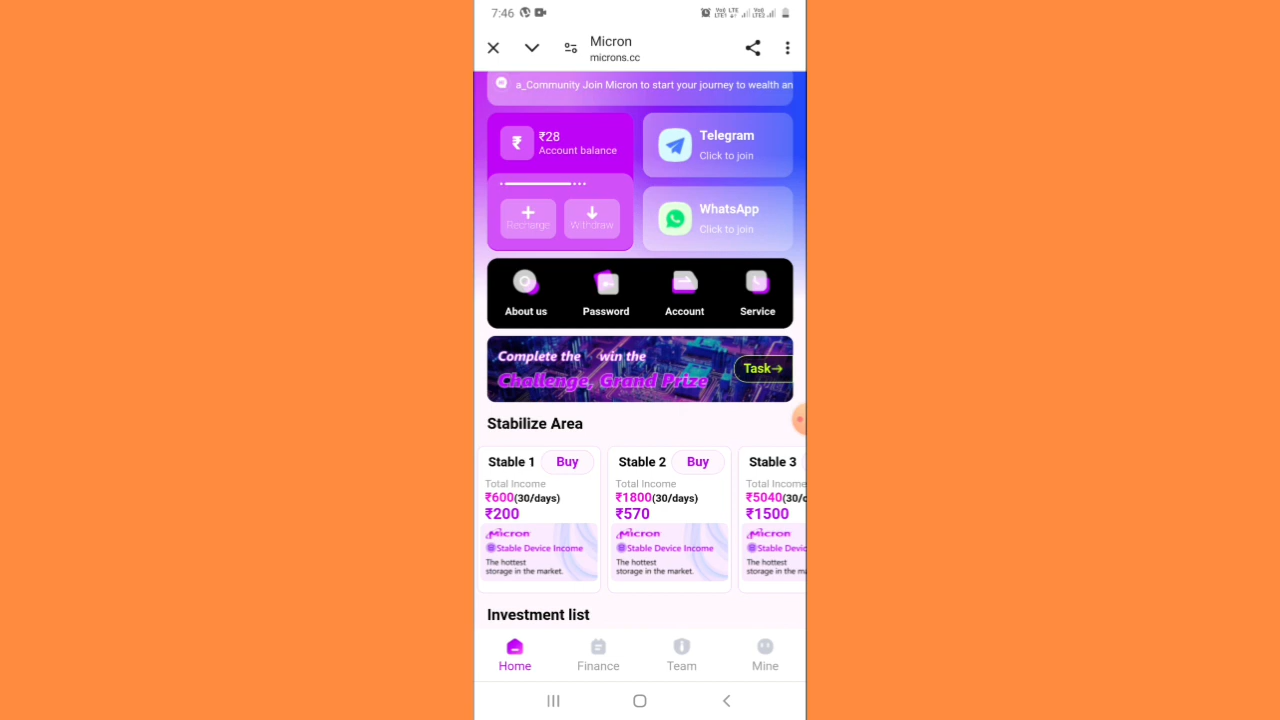 7:46
Vo) LTE Vo)
LTE1 LTE2
Micron
microns.cc
a_Community Join Micron to start your journey to wealth an
₹28
Account balance
Recharge
Withdraw
Telegram
Click to join
WhatsApp
Click to join
About us
Password
Account
Service
Complete the win the
Challenge, Grand Prize
Task→
Stabilize Area
Stable 1 Buy
Total Income
₹600(30/days)
₹200
Micron
Stable Device Income
The hottest
storage in the market.
Stable 2 Buy
Total Income
₹1800(30/days)
₹570
Micron
Stable Device Income
The hottest
storage in the market.
Stable 3
Total Income
₹5040(30/d
₹1500
Micron
Stable Devic
The hottest
storage in the m
Investment list
Home
Finance
Team
Mine